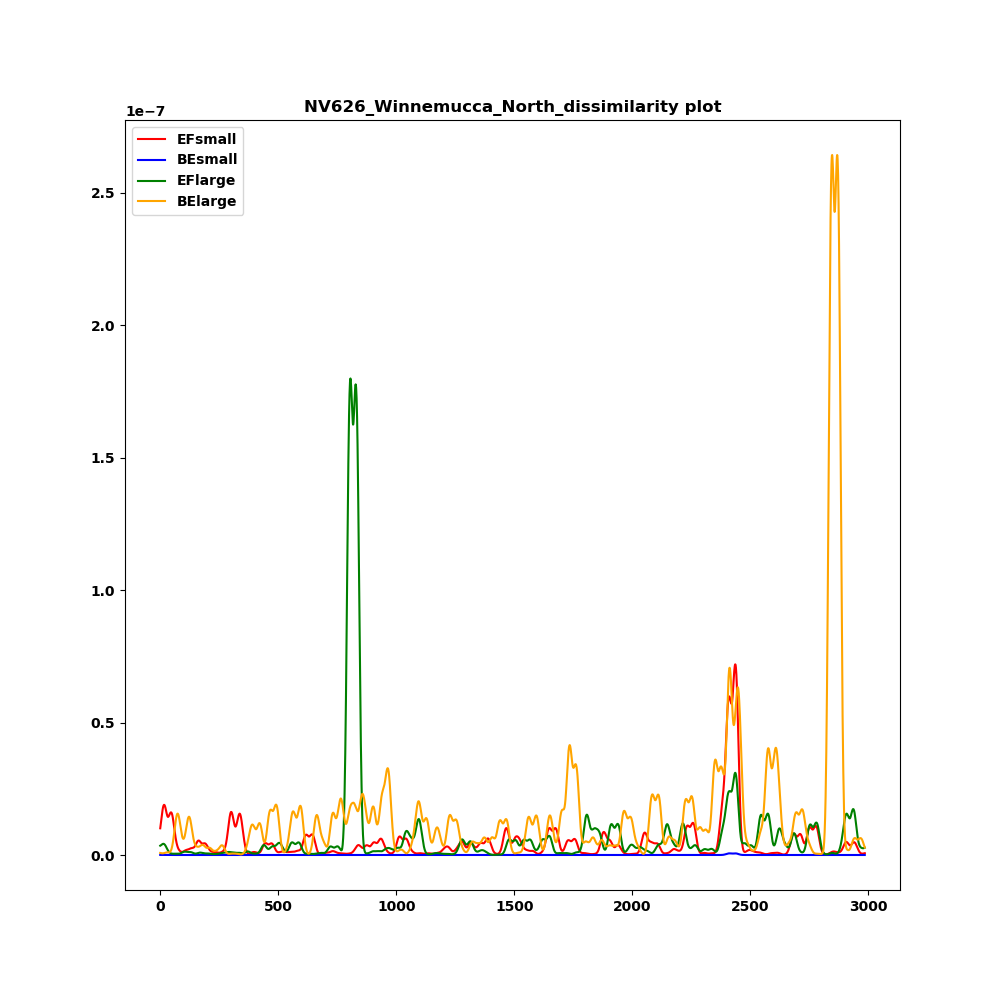 NV626_Winnemucca_North_dissimilarity plot
1e−7
EFsmall
BEsmall
EFlarge
BElarge
2.5
2.0
1.5
1.0
0.5
0.0
0 500 1000 1500 2000 2500 3000